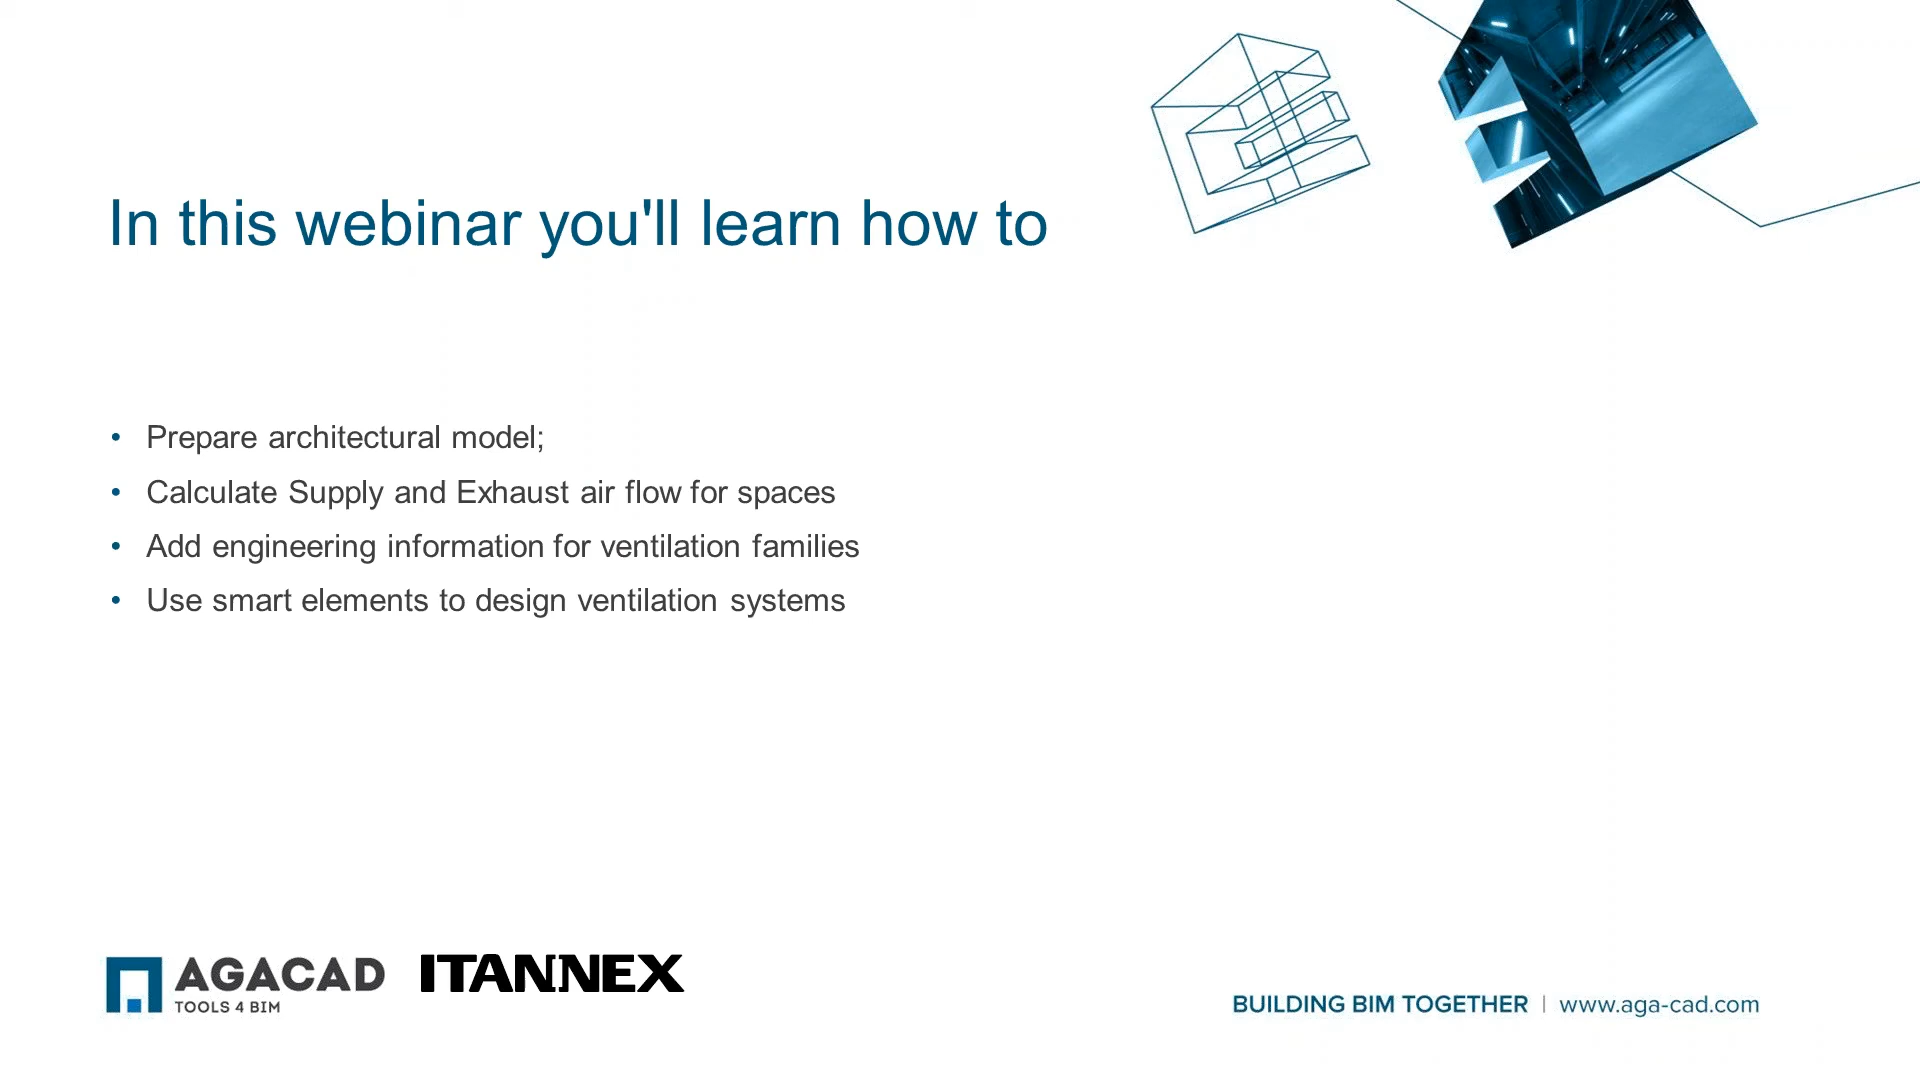 In this webinar you'll learn how to
• Prepare architectural model;
• Calculate Supply and Exhaust air flow for spaces
• Add engineering information for ventilation families
• Use smart elements to design ventilation systems
AGACAD
TOOLS 4 BIM
ITANNEX
BUILDING BIM TOGETHER | www.aga-cad.com